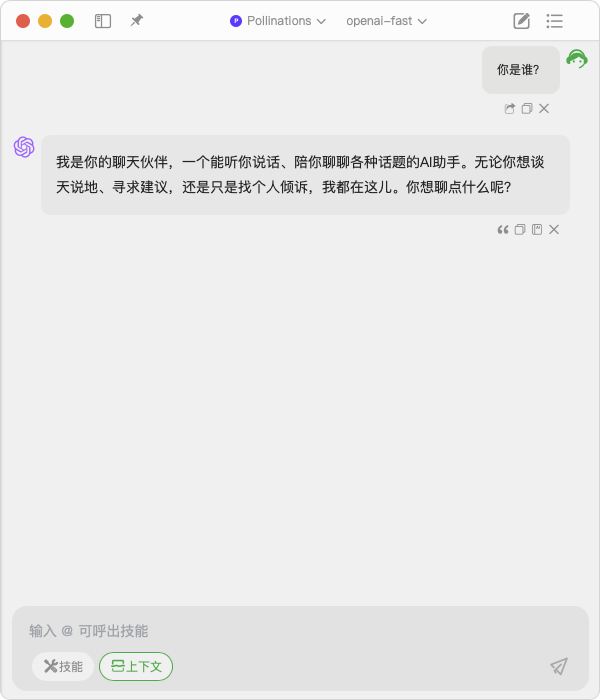 P Pollinations openai-fast
你是谁?
我是你的聊天伙伴，一个能听你说话、陪你聊聊各种话题的AI助手。无论你想谈
天说地、寻求建议，还是只是找个人倾诉，我都在这儿。你想聊点什么呢?
输入 @ 可呼出技能
技能 上下文